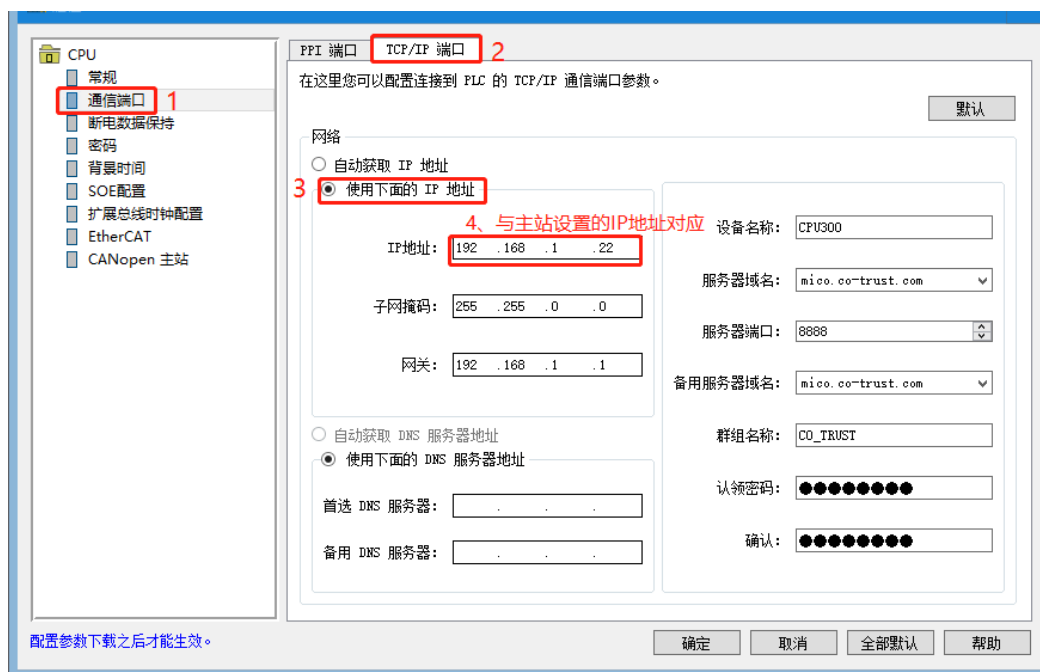 CPU
常规
通信端口 1
断电数据保持
密码
背景时间
SOE配置
扩展总线时钟配置
EtherCAT
CANopen 主站
PPI 端口 TCP/IP 端口 2
在这里您可以配置连接到 PLC 的 TCP/IP 通信端口参数。
默认
网络
自动获取 IP 地址
3 使用下面的 IP 地址
4、与主站设置的IP地址对应
IP地址: 192 .168 .1 .22
子网掩码: 255 .255 .0 .0
网关: 192 .168 .1 .1
自动获取 DNS 服务器地址
使用下面的 DNS 服务器地址
首选 DNS 服务器: . . .
备用 DNS 服务器: . . .
设备名称: CPU300
服务器域名: mico.co-trust.com
服务器端口: 8888
备用服务器域名: mico.co-trust.com
群组名称: CO_TRUST
认领密码: ●●●●●●●●
确认: ●●●●●●●●
配置参数下载之后才能生效。
确定 取消 全部默认 帮助